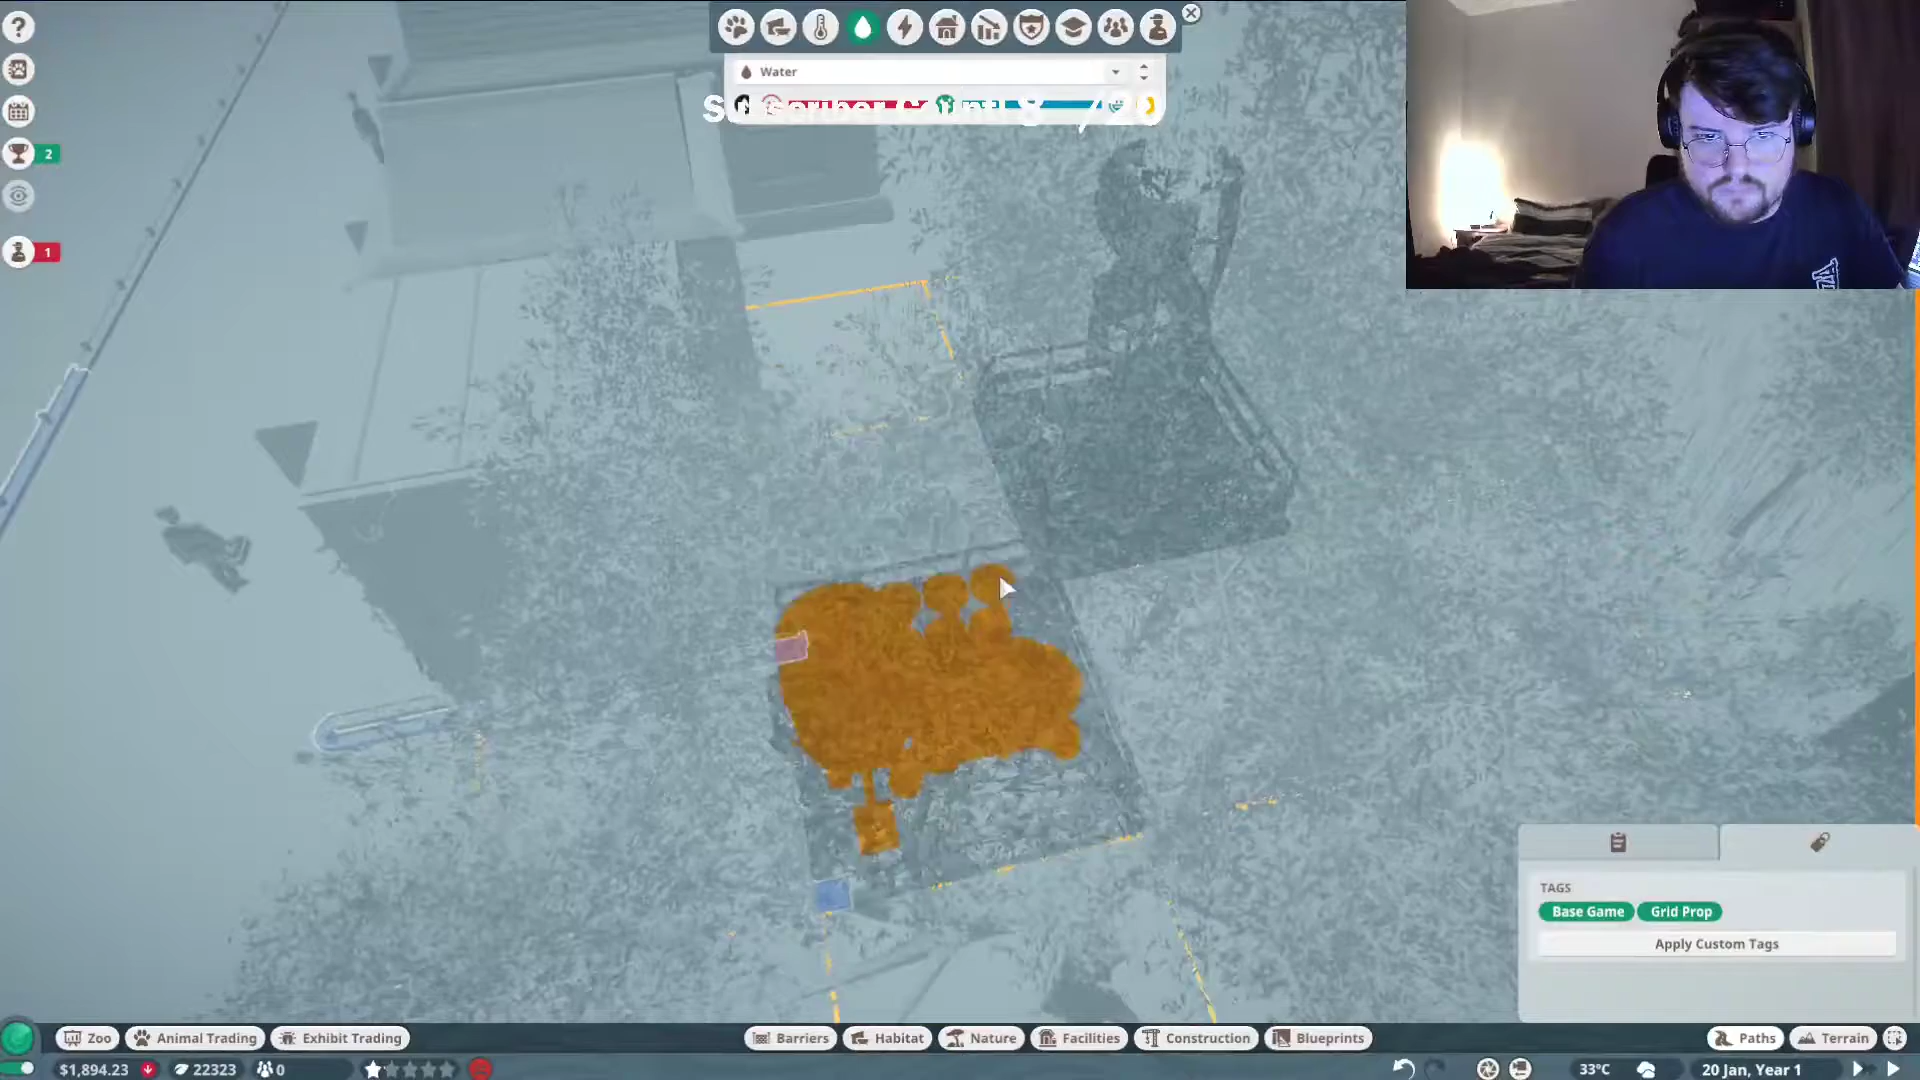 Water
2
1
TAGS
Base Game Grid Prop
Apply Custom Tags
Zoo Animal Trading Exhibit Trading Barriers Habitat Nature Facilities Construction Blueprints Paths Terrain
$1,894.23 22323 0 33°C 20 Jan, Year 1